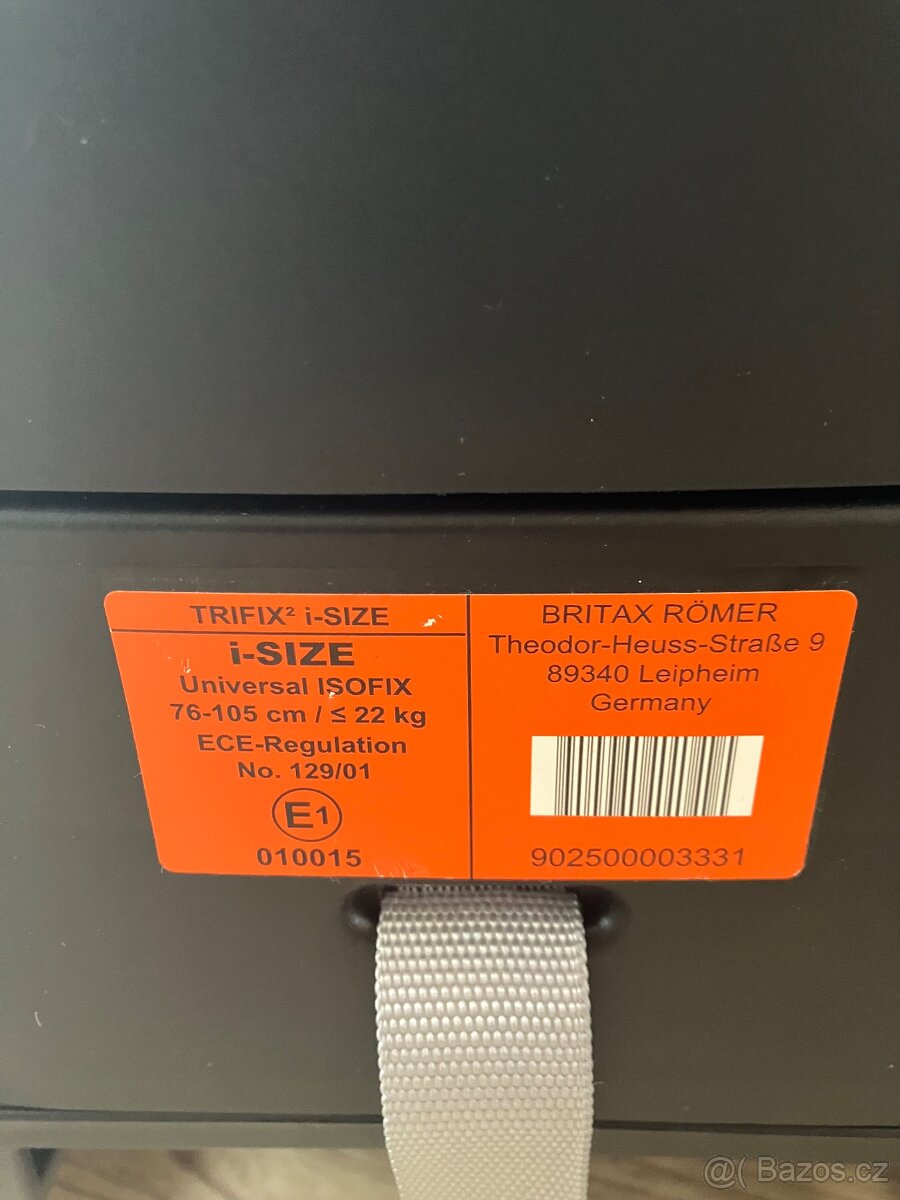 TRIFIX² i-SIZE
i-SIZE
Universal ISOFIX
76-105 cm / ≤ 22 kg
ECE-Regulation
No. 129/01
E1
010015
BRITAX RÖMER
Theodor-Heuss-Straße 9
89340 Leipheim
Germany
902500003331
@( Bazos.cz